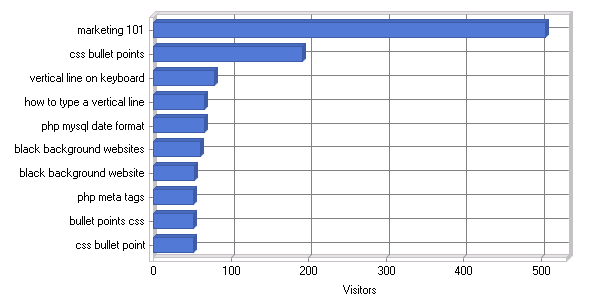 marketing 101
css bullet points
vertical line on keyboard
how to type a vertical line
php mysql date format
black background websites
black background website
php meta tags
bullet points css
css bullet point
0 100 200 300 400 500
Visitors